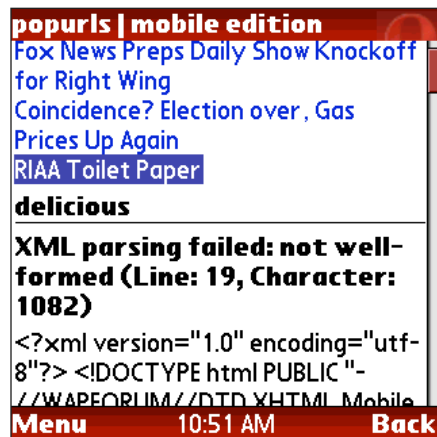 popurls | mobile edition
Fox News Preps Daily Show Knockoff
for Right Wing
Coincidence? Election over, Gas
Prices Up Again
RIAA Toilet Paper
delicious
XML parsing failed: not well-
formed (Line: 19, Character:
1082)
<?xml version="1.0" encoding="utf-
8"?> <!DOCTYPE html PUBLIC "-
//WAPFORUM//DTD XHTML Mobile
Menu 10:51 AM Back